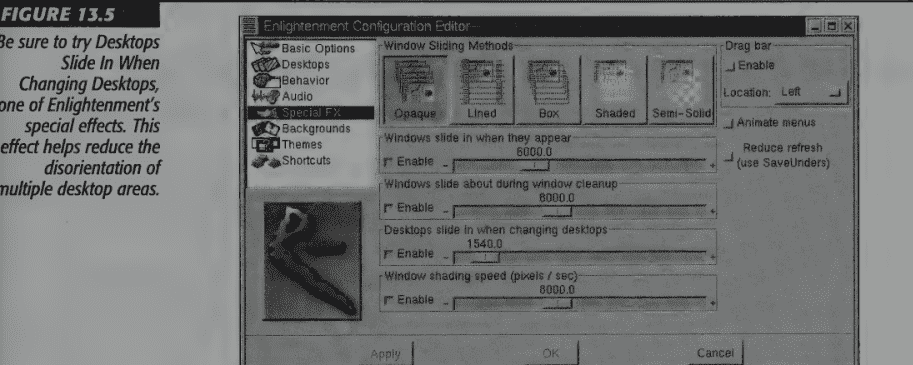 FIGURE 13.5
Be sure to try Desktops
Slide In When
Changing Desktops,
one of Enlightenment's
special effects. This
effect helps reduce the
disorientation of
multiple desktop areas.
Enlightenment Configuration Editor
Basic Options
Desktops
Behavior
Audio
Special FX
Backgrounds
Themes
Shortcuts
Window Sliding Methods
Opaque
Lined
Box
Shaded
Semi-Solid
Windows slide in when they appear
6000.0
Enable - +
Windows slide about during window cleanup
8000.0
Enable - +
Desktops slide in when changing desktops
1540.0
Enable - +
Window shading speed (pixels / sec)
8000.0
Enable - +
Drag bar
Enable
Location: Left
Animate menus
Reduce refresh
(use SaveUnders)
Apply
OK
Cancel